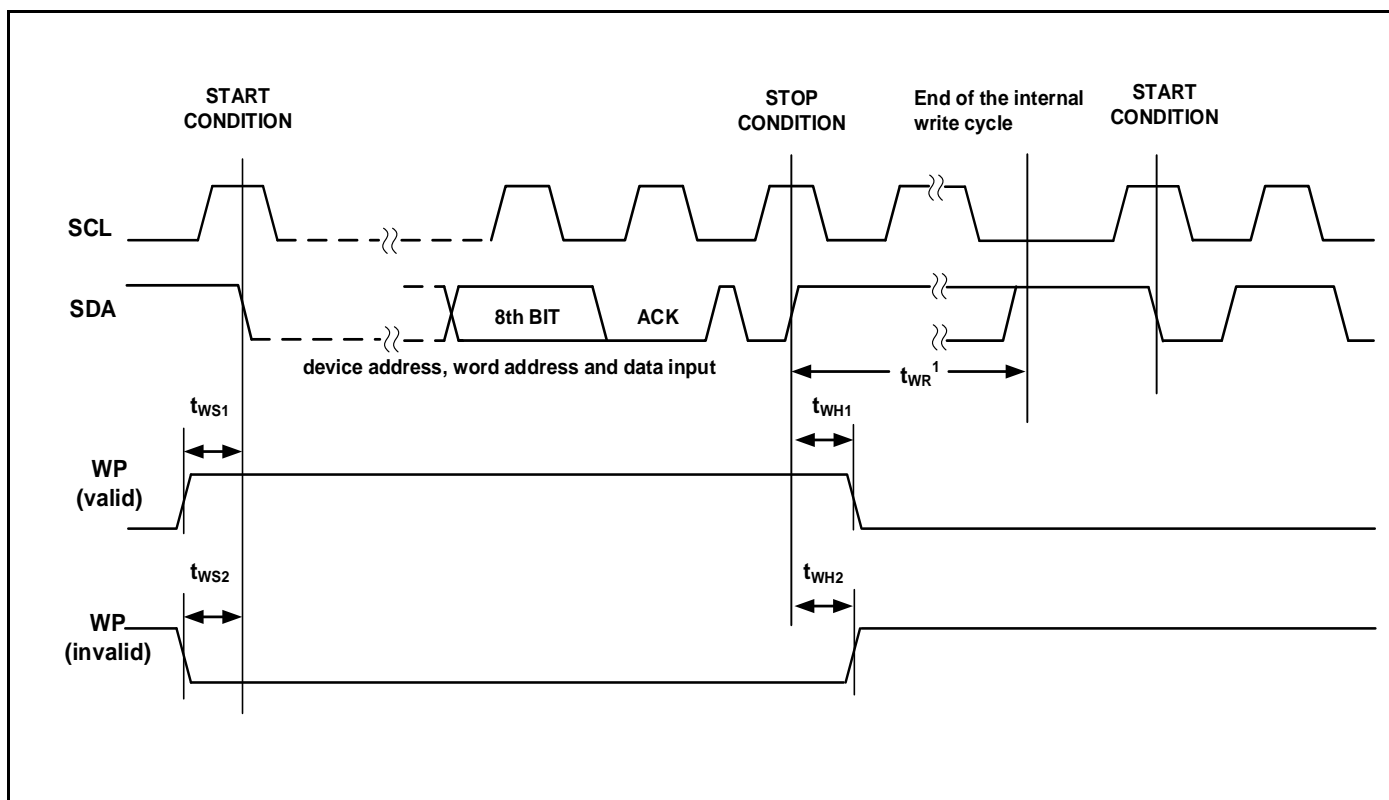 START
CONDITION
STOP
CONDITION
End of the internal
write cycle
START
CONDITION
SCL
SDA
8th BIT
ACK
device address, word address and data input
tWR1
tWS1
tWH1
WP
(valid)
tWS2
tWH2
WP
(invalid)